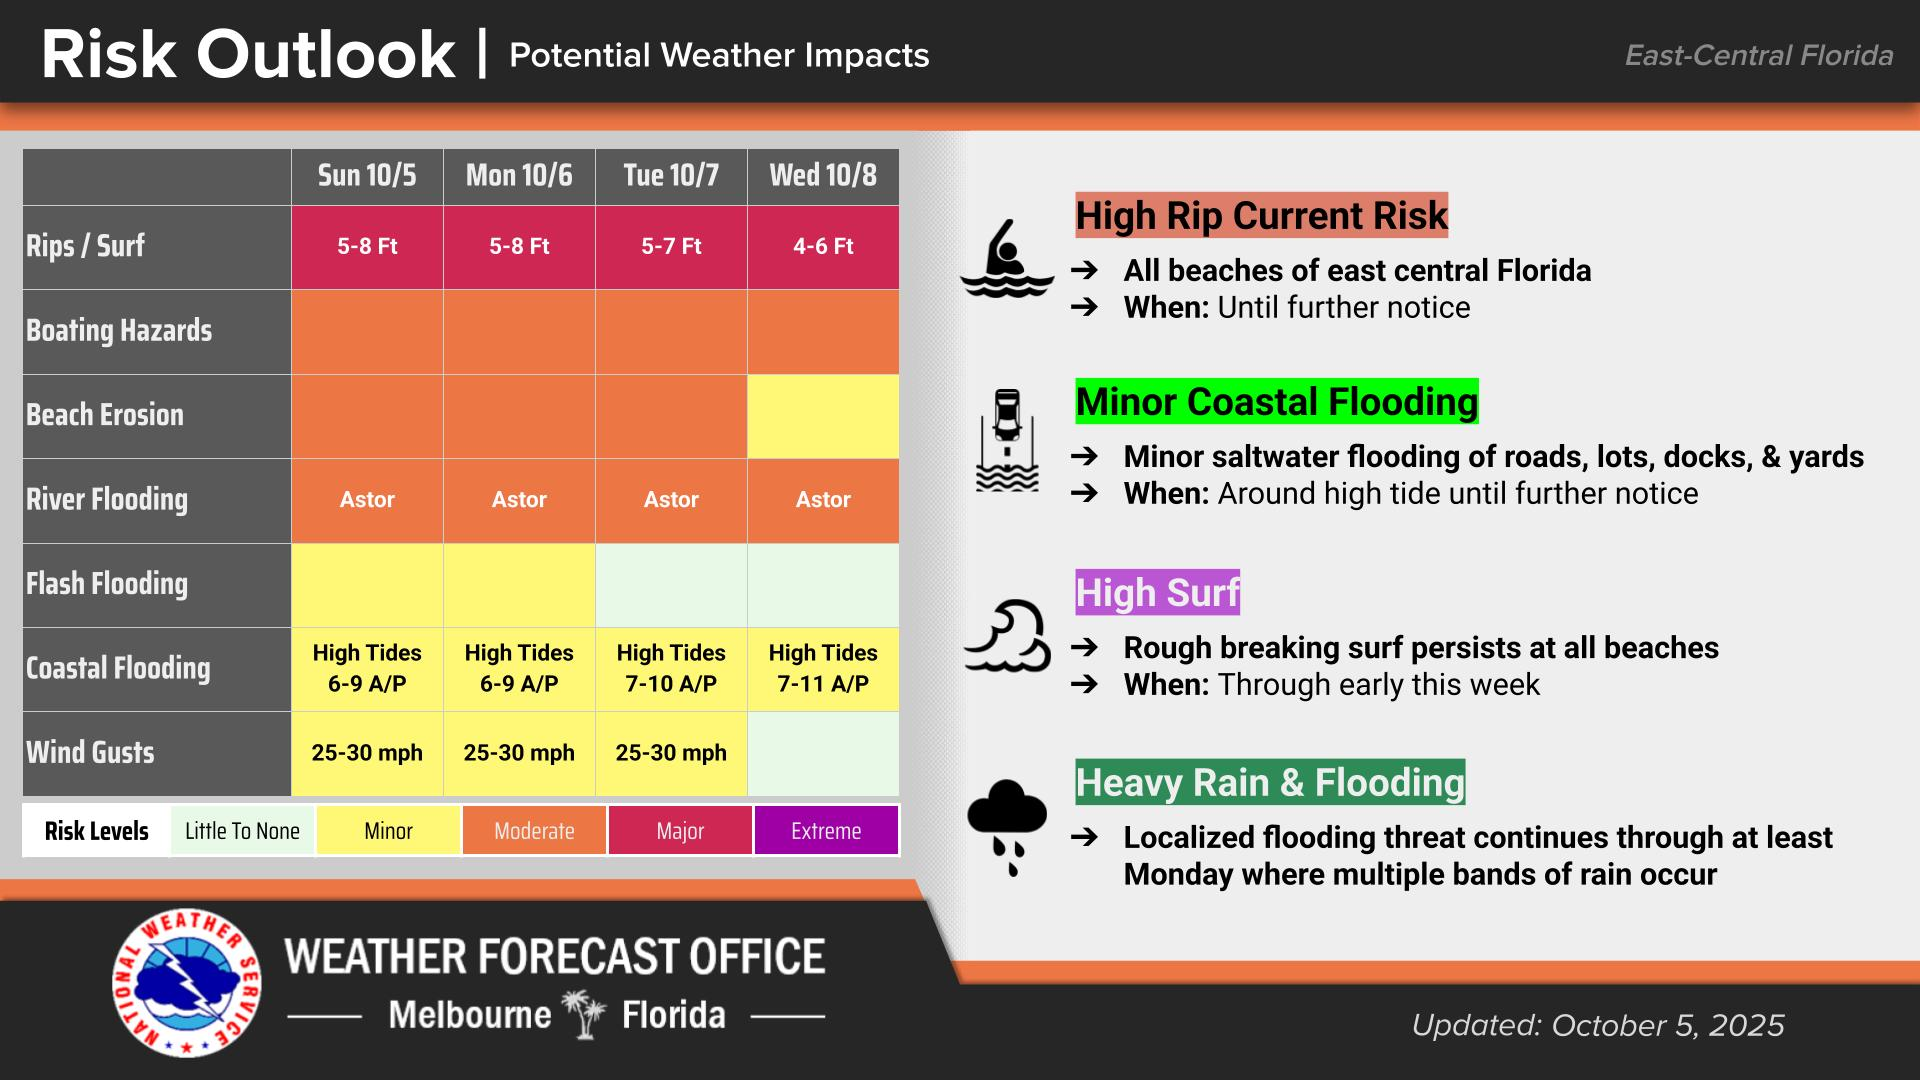 Risk Outlook | Potential Weather Impacts
East-Central Florida
Sun 10/5 Mon 10/6 Tue 10/7 Wed 10/8
Rips / Surf 5-8 Ft 5-8 Ft 5-7 Ft 4-6 Ft
Boating Hazards
Beach Erosion
River Flooding Astor Astor Astor Astor
Flash Flooding
Coastal Flooding High Tides 6-9 A/P High Tides 6-9 A/P High Tides 7-10 A/P High Tides 7-11 A/P
Wind Gusts 25-30 mph 25-30 mph 25-30 mph
Risk Levels Little To None Minor Moderate Major Extreme
High Rip Current Risk
➔ All beaches of east central Florida
➔ When: Until further notice
Minor Coastal Flooding
➔ Minor saltwater flooding of roads, lots, docks, & yards
➔ When: Around high tide until further notice
High Surf
➔ Rough breaking surf persists at all beaches
➔ When: Through early this week
Heavy Rain & Flooding
➔ Localized flooding threat continues through at least
Monday where multiple bands of rain occur
NATIONAL WEATHER SERVICE
WEATHER FORECAST OFFICE
Melbourne Florida
Updated: October 5, 2025